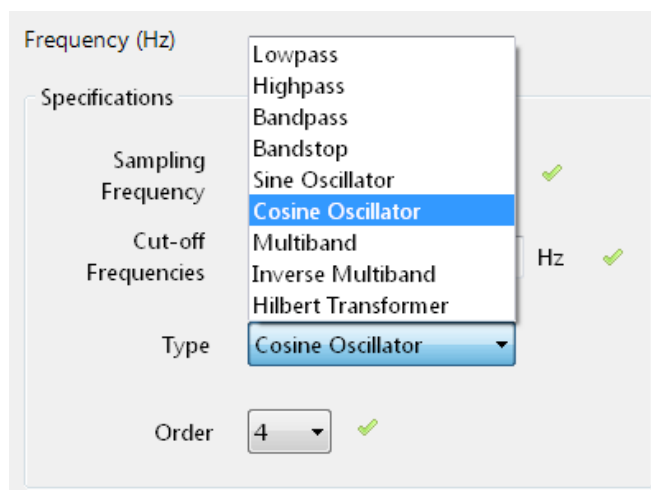 Frequency (Hz)
Lowpass
Highpass
Bandpass
Bandstop
Sine Oscillator
Cosine Oscillator
Multiband
Inverse Multiband
Hilbert Transformer
Specifications
Sampling
Frequency
Cut-off
Frequencies
Hz
Type
Cosine Oscillator
Order
4